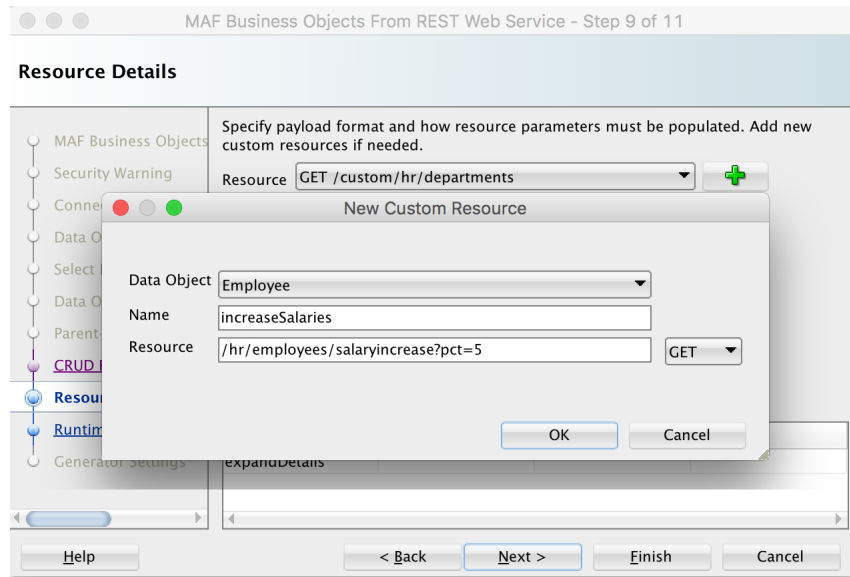 MAF Business Objects From REST Web Service - Step 9 of 11
Resource Details
MAF Business Objects
Security Warning
Conne
Data O
Select
Data O
Parent-
CRUD
Resou
Runtim
Generator Settings
Specify payload format and how resource parameters must be populated. Add new
custom resources if needed.
Resource GET /custom/hr/departments
New Custom Resource
Data Object Employee
Name increaseSalaries
Resource /hr/employees/salaryincrease?pct=5 GET
OK Cancel
expandDetails
Help < Back Next > Finish Cancel